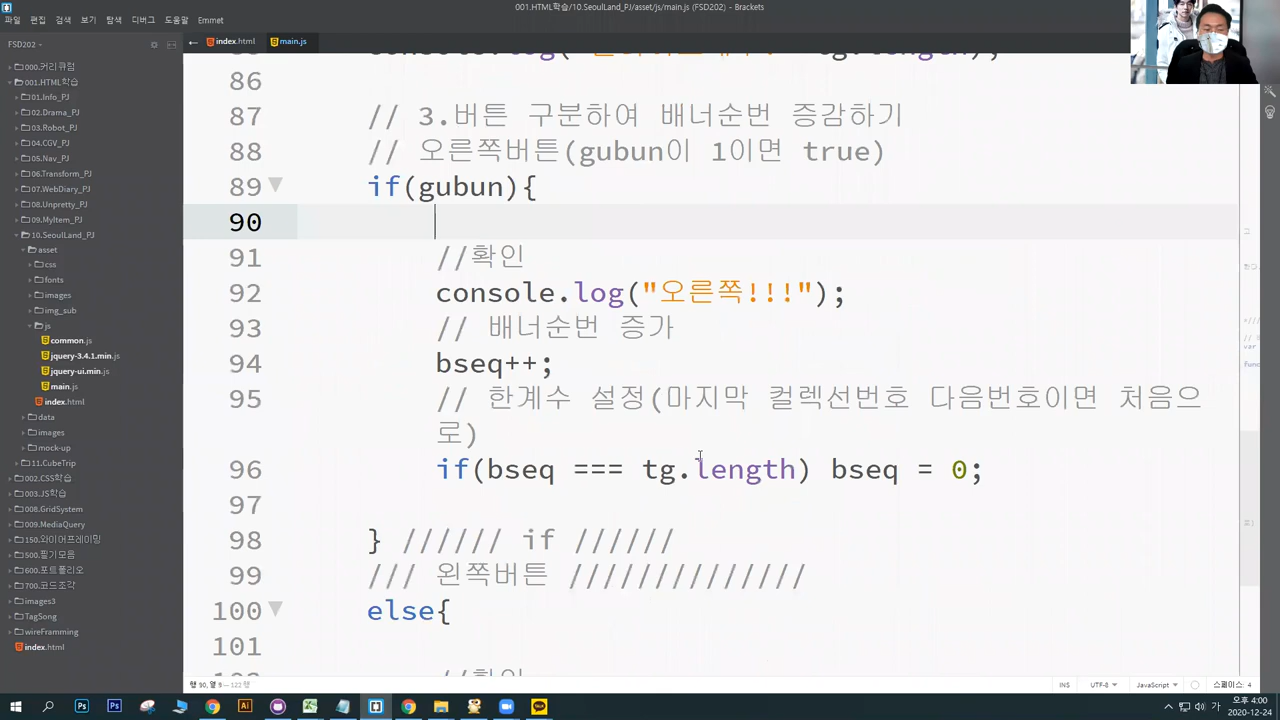 001.HTML학습/10.SeoulLand_PJ/asset/js/main.js (FSD202) - Brackets
파일 편집 검색 보기 탐색 디버그 도움말 Emmet
FSD202
index.html main.js
000.커리큐럼
001.HTML학습
01.Info_PJ
02.Drama_PJ
03.Robot_PJ
04.CGV_PJ
05.Nav_PJ
06.Transform_PJ
07.WebDiary_PJ
08.Unpretty_PJ
09.MyItem_PJ
10.SeoulLand_PJ
asset
css
fonts
images
img_sub
js
common.js
jquery-3.4.1.min.js
jquery-ui.min.js
main.js
index.html
data
images
mock-up
11.CubeTrip
002.CSS학습
003.JS학습
008.GridSystem
009.MediaQuery
150.와이어프레이밍
500.필기모음
600.포트폴리오
700.코드조각
images3
TagSong
wireFramming
index.html
86
87 // 3.버튼 구분하여 배너순번 증감하기
88 // 오른쪽버튼(gubun이 1이면 true)
89 if(gubun){
90
91 //확인
92 console.log("오른쪽!!!");
93 // 배너순번 증가
94 bseq++;
95 // 한계수 설정(마지막 컬렉션번호 다음번호이면 처음으
로)
96 if(bseq === tg.length) bseq = 0;
97
98 } ////// if //////
99 /// 왼쪽버튼 //////////////
100 else{
101
행 90, 열 9 — 122 행
INS UTF-8 JavaScript 스페이스: 4
가 오후 4:00
2020-12-24